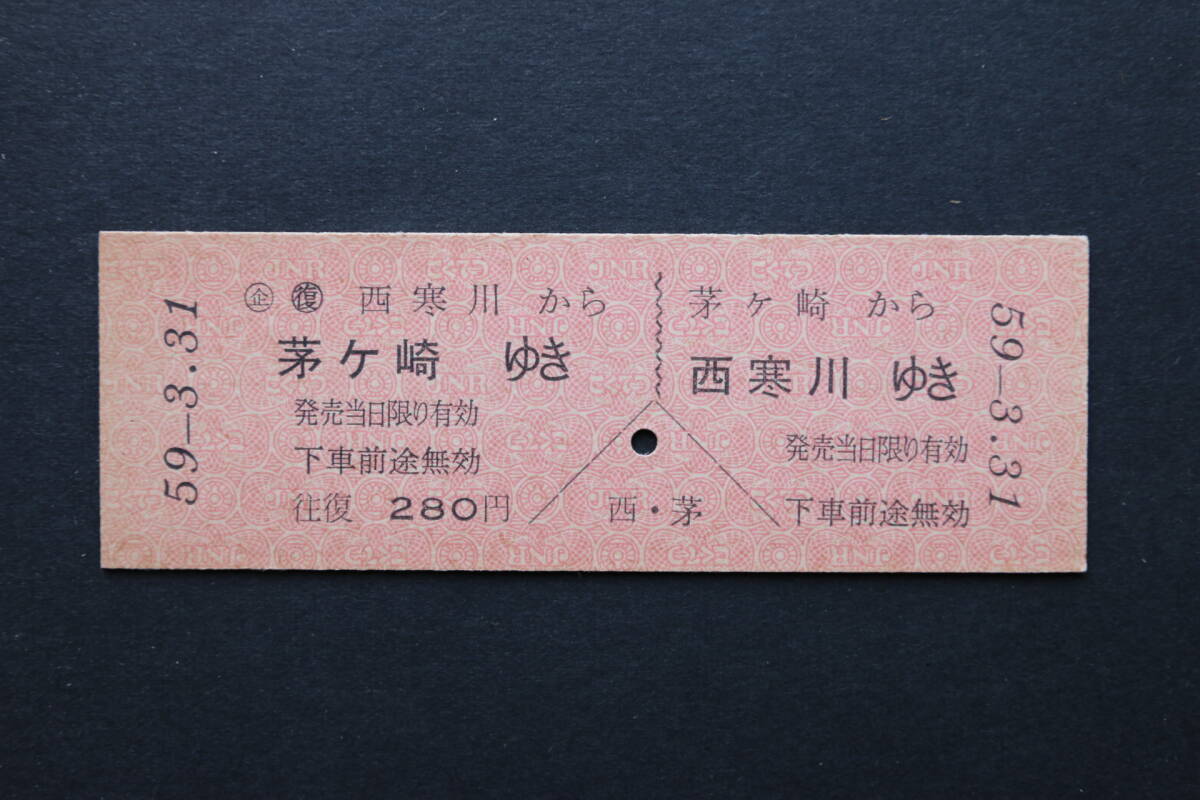 59-3.31
㊭ ㊝ 西寒川 から
茅ケ崎 ゆき
発売当日限り有効
下車前途無効
往復 280円
茅ヶ崎 から
西寒川 ゆき
発売当日限り有効
下車前途無効
西・茅
59-3.31